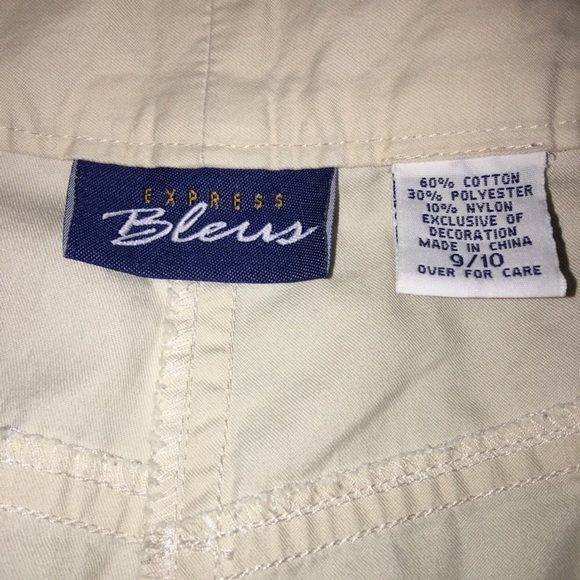 EXPRESS
Bleus
60% COTTON
30% POLYESTER
10% NYLON
EXCLUSIVE OF
DECORATION
MADE IN CHINA
9/10
OVER FOR CARE